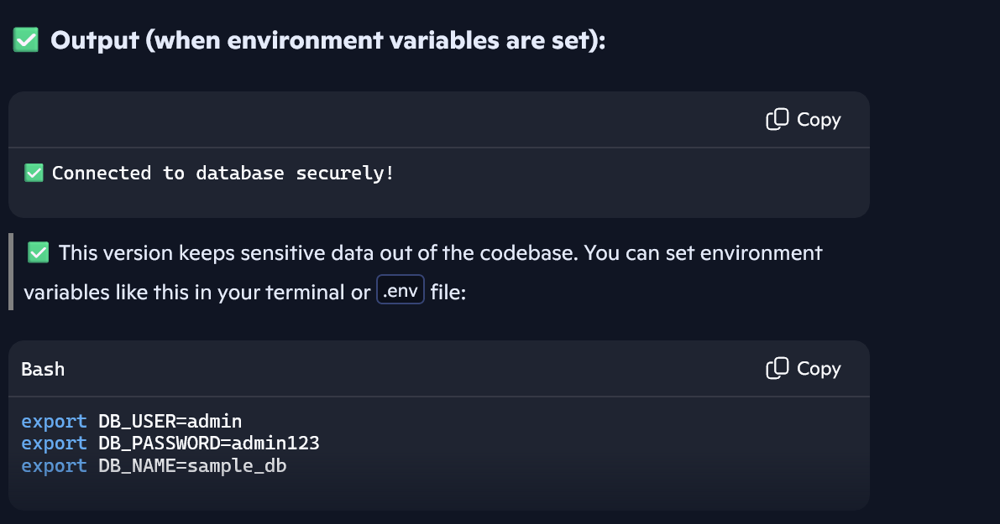 ✅ Output (when environment variables are set):
Copy
✅ Connected to database securely!
✅ This version keeps sensitive data out of the codebase. You can set environment
variables like this in your terminal or .env file:
Bash
Copy
export DB_USER=admin
export DB_PASSWORD=admin123
export DB_NAME=sample_db